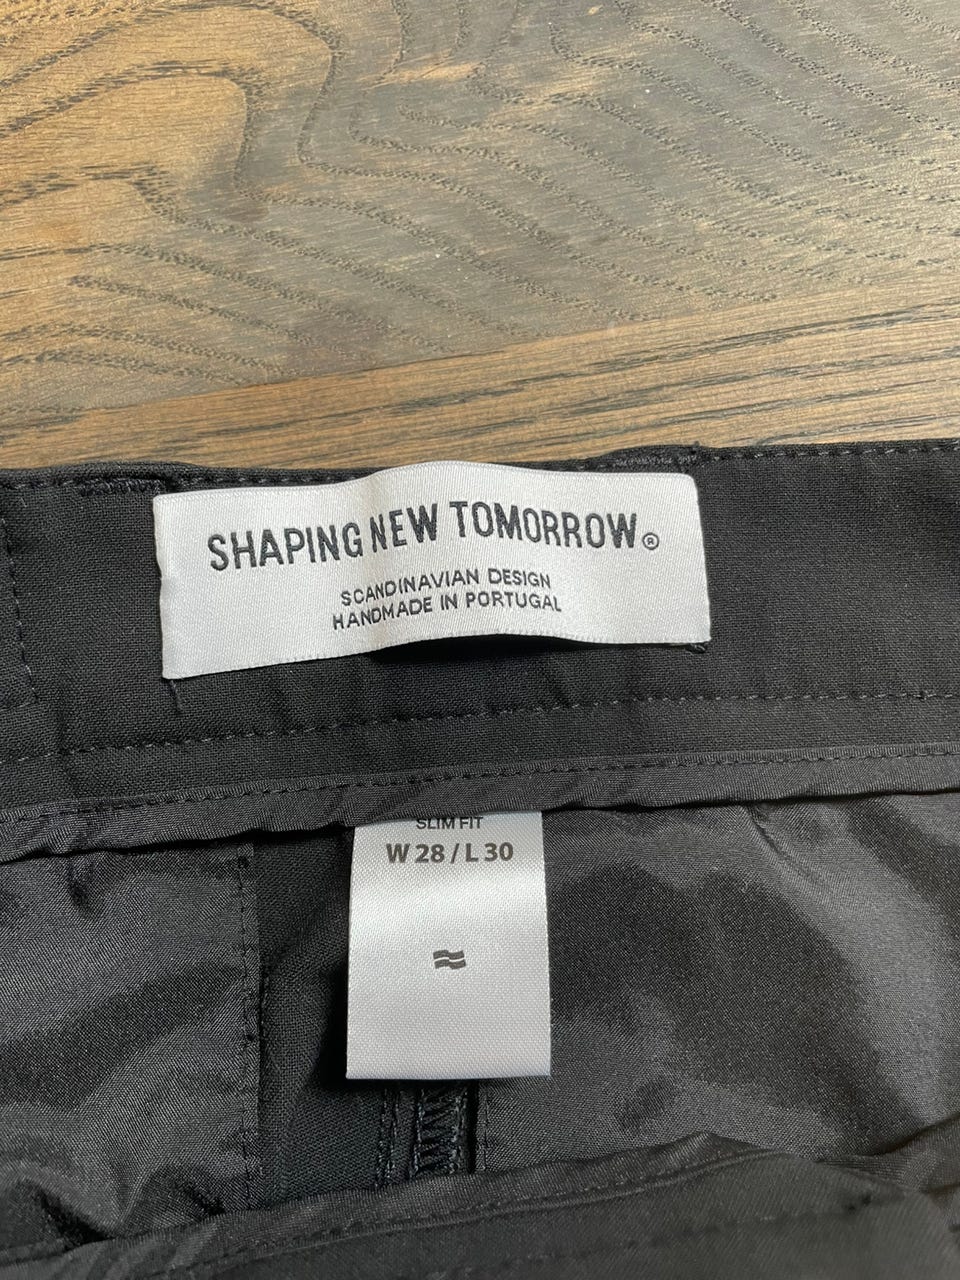 SHAPING NEW TOMORROW®
SCANDINAVIAN DESIGN
HANDMADE IN PORTUGAL
SLIM FIT
W 28 / L 30